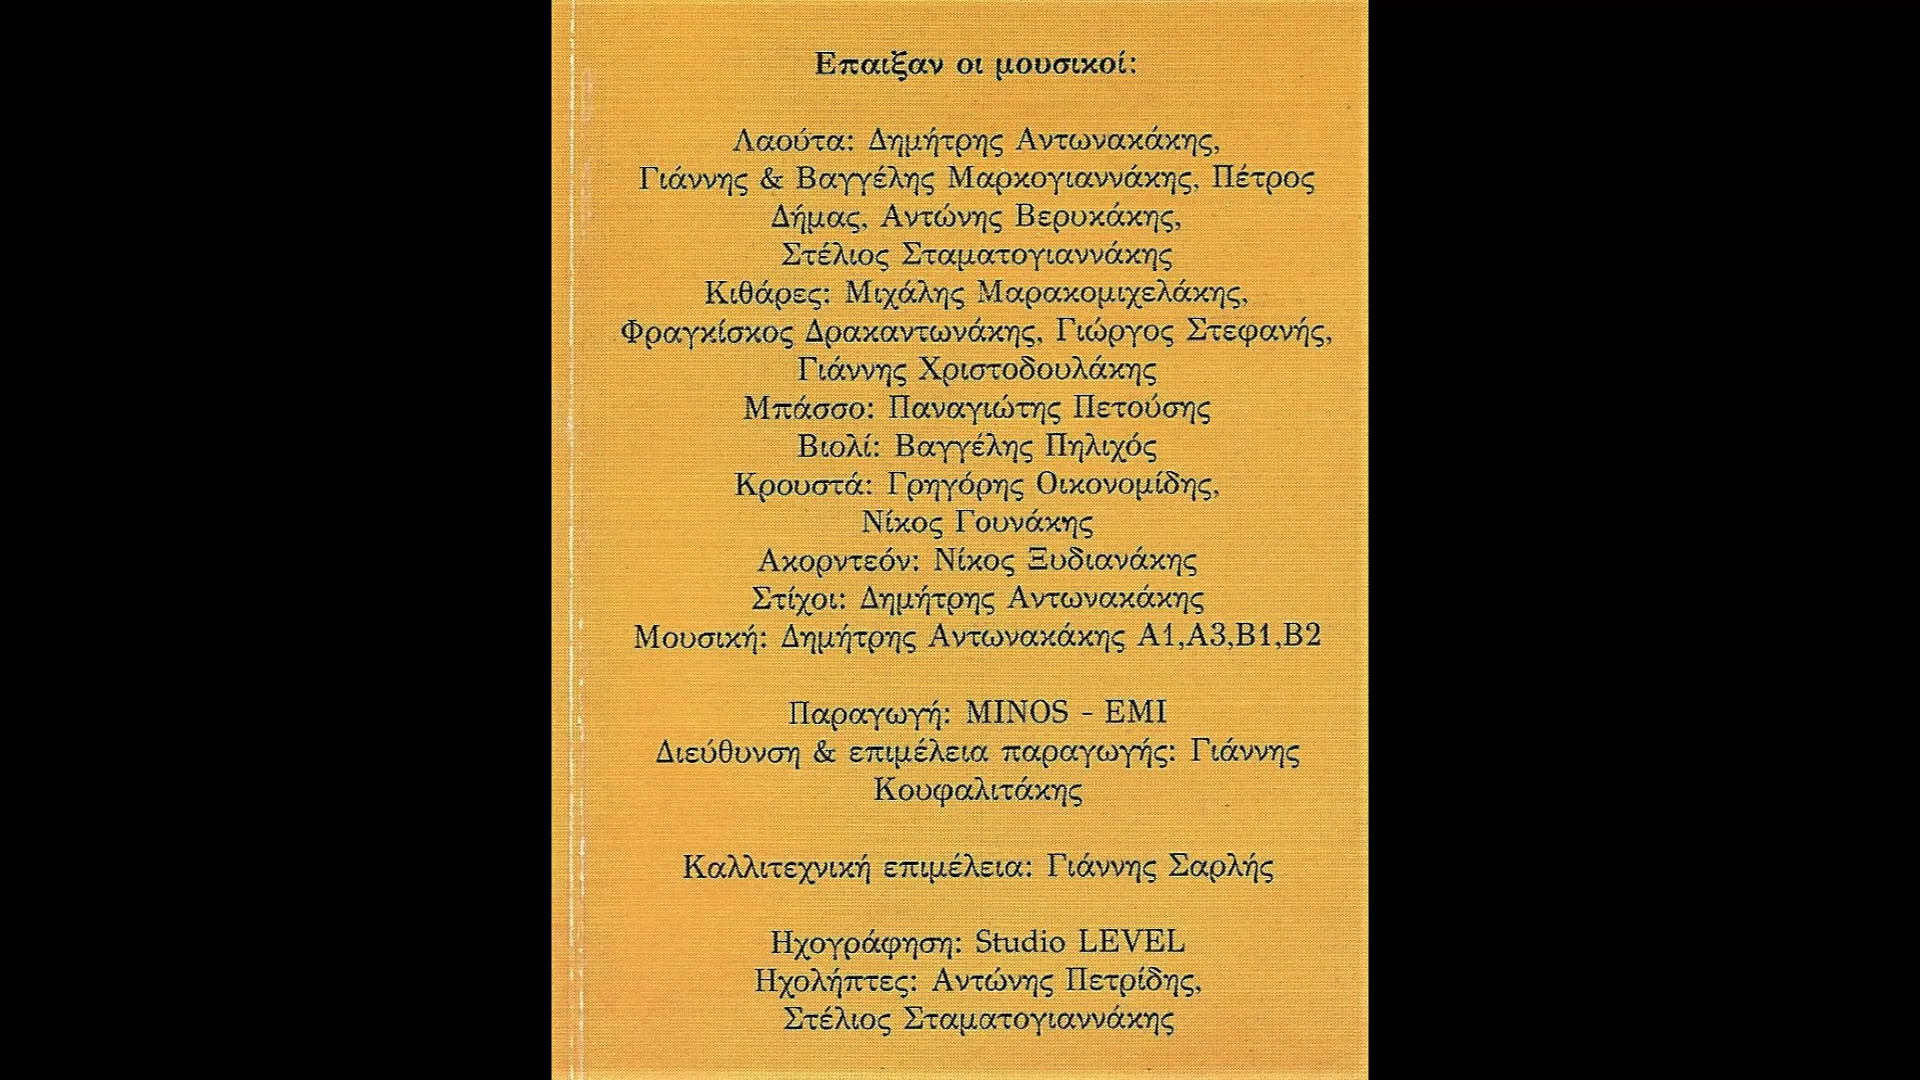 Επαιξαν οι μουσικοί:
Λαούτα: Δημήτρης Αντωνακάκης,
Γιάννης & Βαγγέλης Μαρκογιαννάκης, Πέτρος
Δήμας, Αντώνης Βερυκάκης,
Στέλιος Σταματογιαννάκης
Κιθάρες: Μιχάλης Μαρακομιχελάκης,
Φραγκίσκος Δρακαντωνάκης, Γιώργος Στεφανής,
Γιάννης Χριστοδουλάκης
Μπάσσο: Παναγιώτης Πετούσης
Βιολί: Βαγγέλης Πηλιχός
Κρουστά: Γρηγόρης Οικονομίδης,
Νίκος Γουνάκης
Ακορντεόν: Νίκος Ξυδιανάκης
Στίχοι: Δημήτρης Αντωνακάκης
Μουσική: Δημήτρης Αντωνακάκης Α1,Α3,Β1,Β2
Παραγωγή: MINOS - EMI
Διεύθυνση & επιμέλεια παραγωγής: Γιάννης
Κουφαλιτάκης
Καλλιτεχνική επιμέλεια: Γιάννης Σαρλής
Ηχογράφηση: Studio LEVEL
Ηχολήπτες: Αντώνης Πετρίδης,
Στέλιος Σταματογιαννάκης